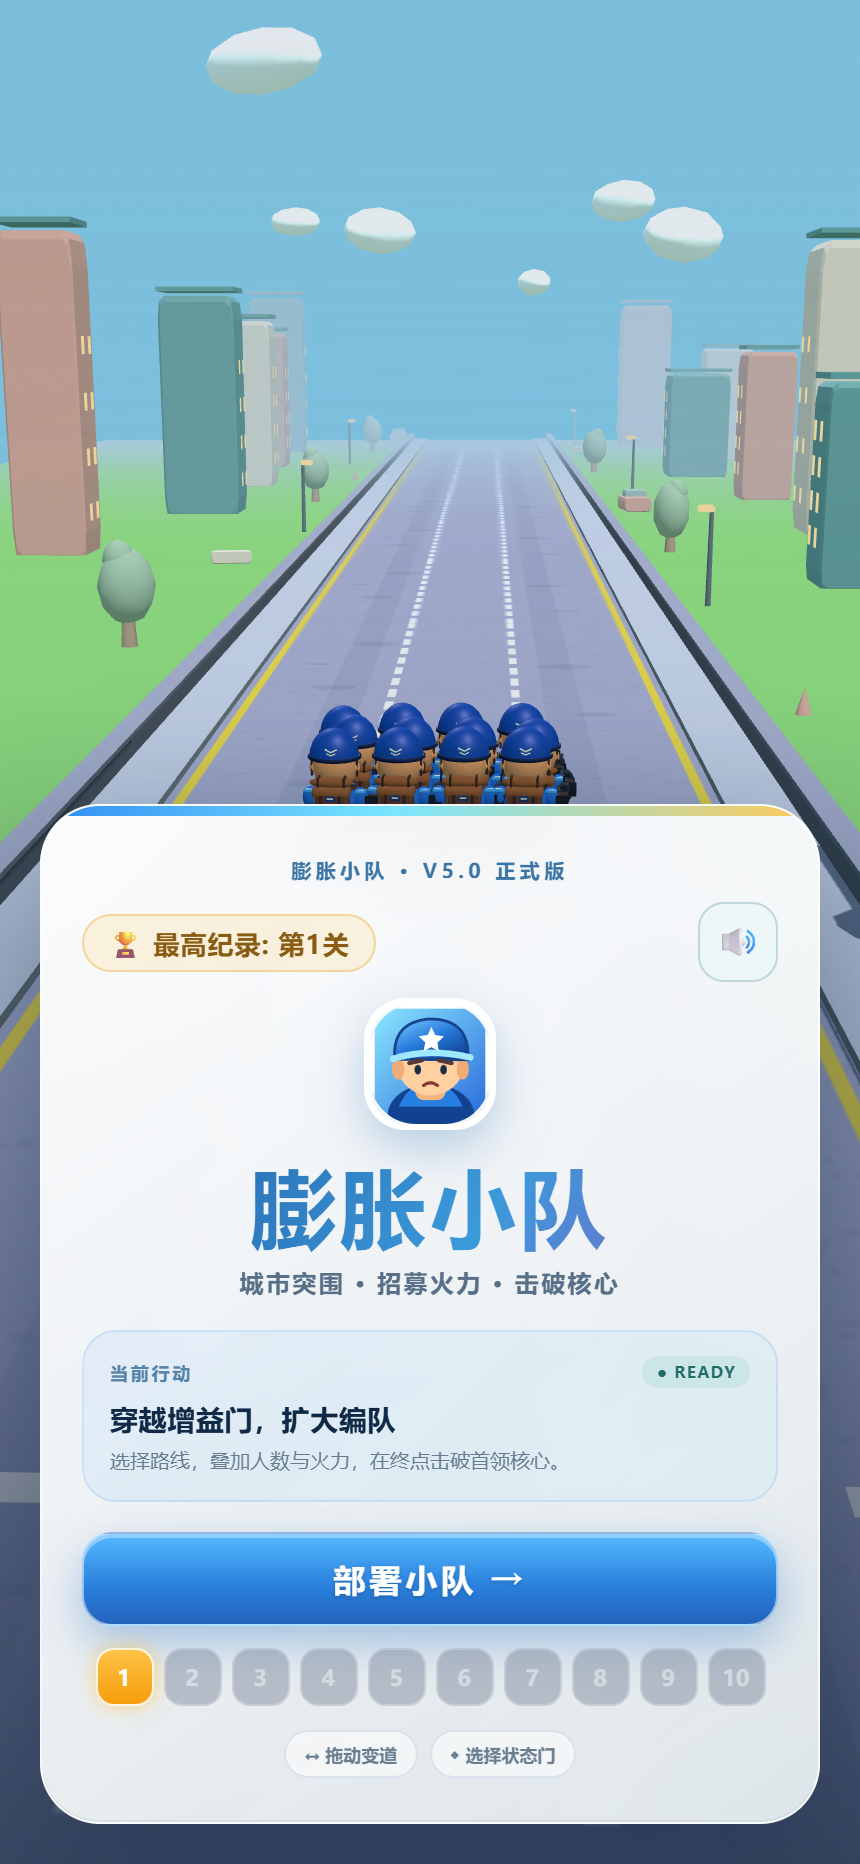 膨胀小队 • V5.0 正式版
🏆 最高纪录: 第1关
膨胀小队
城市突围 • 招募火力 • 击破核心
当前行动
● READY
穿越增益门，扩大编队
选择路线，叠加人数与火力，在终点击破首领核心。
部署小队 →
1 2 3 4 5 6 7 8 9 10
↔ 拖动变道
◆ 选择状态门